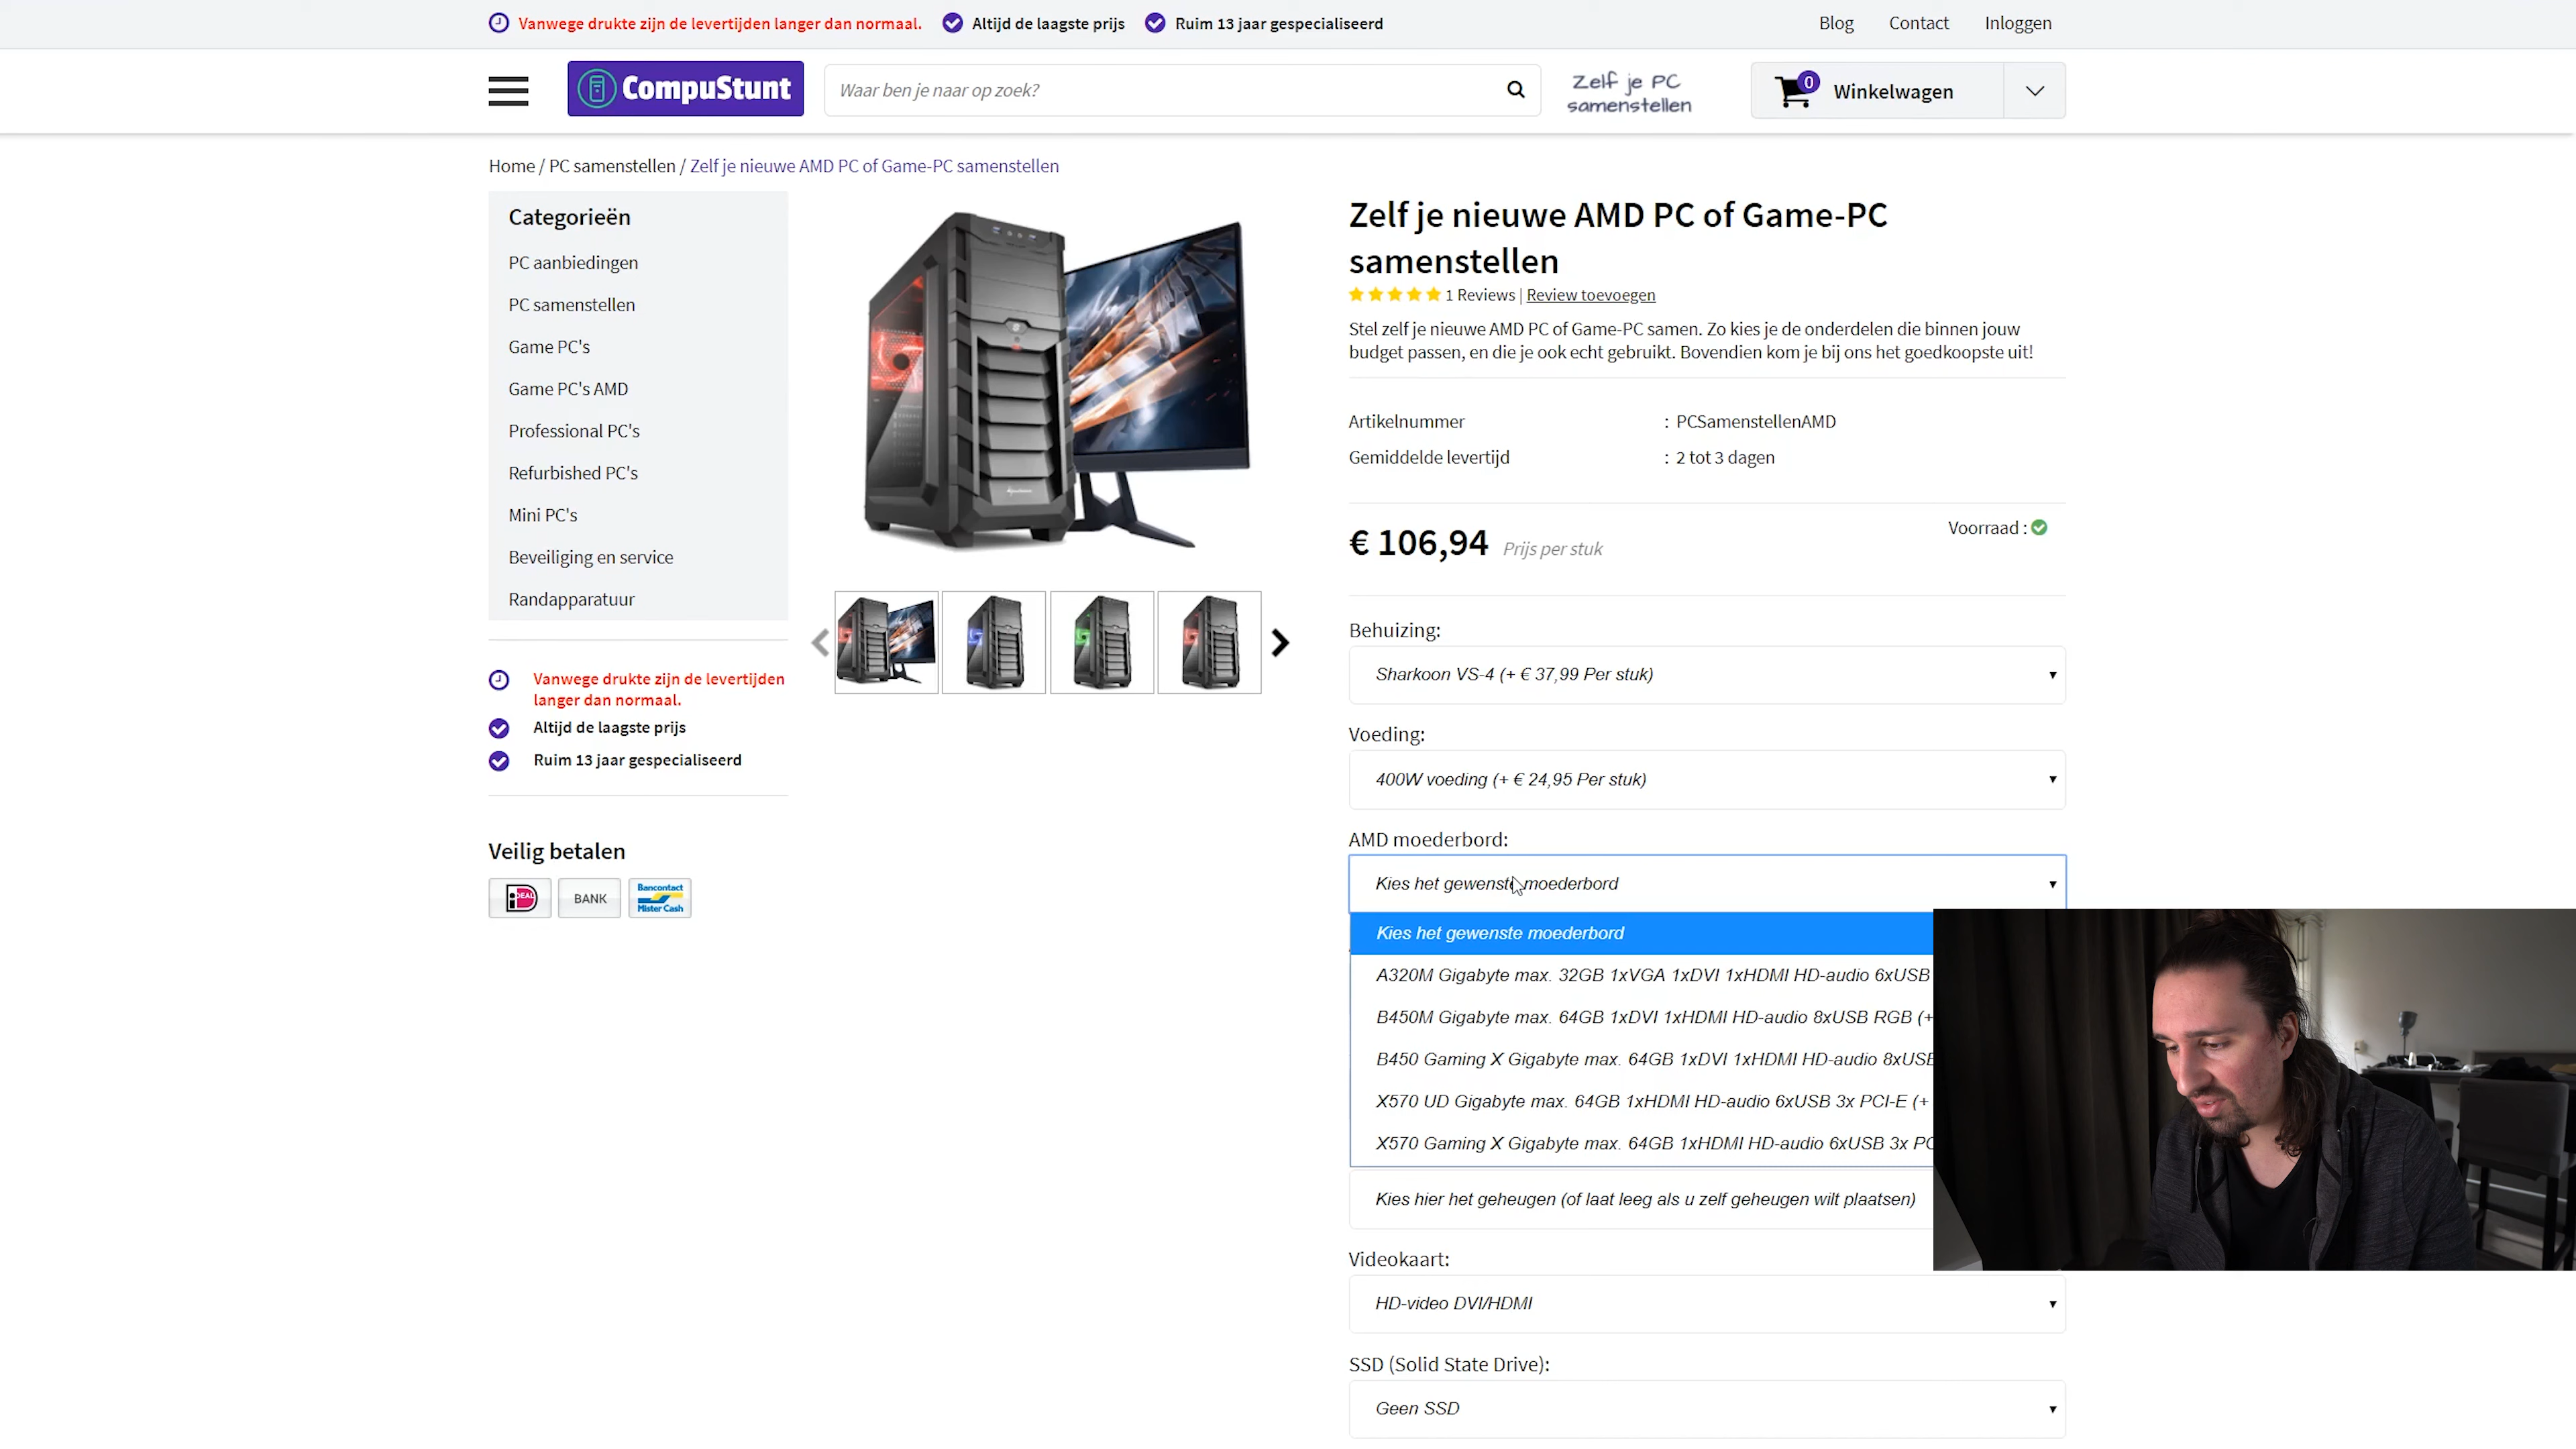 Vanwege drukte zijn de levertijden langer dan normaal. Altijd de laagste prijs Ruim 13 jaar gespecialiseerd Blog Contact Inloggen
CompuStunt Waar ben je naar op zoek? Zelf je PC samenstellen 0 Winkelwagen
Home / PC samenstellen / Zelf je nieuwe AMD PC of Game-PC samenstellen
Categorieën
PC aanbiedingen
PC samenstellen
Game PC's
Game PC's AMD
Professional PC's
Refurbished PC's
Mini PC's
Beveiliging en service
Randapparatuur
Vanwege drukte zijn de levertijden
langer dan normaal.
Altijd de laagste prijs
Ruim 13 jaar gespecialiseerd
Veilig betalen
iDEAL BANK Bancontact Mister Cash
Zelf je nieuwe AMD PC of Game-PC
samenstellen
1 Reviews | Review toevoegen
Stel zelf je nieuwe AMD PC of Game-PC samen. Zo kies je de onderdelen die binnen jouw
budget passen, en die je ook echt gebruikt. Bovendien kom je bij ons het goedkoopste uit!
Artikelnummer : PCSamenstellenAMD
Gemiddelde levertijd : 2 tot 3 dagen
€ 106,94 Prijs per stuk Voorraad :
Behuizing:
Sharkoon VS-4 (+ € 37,99 Per stuk)
Voeding:
400W voeding (+ € 24,95 Per stuk)
AMD moederbord:
Kies het gewenste moederbord
Kies het gewenste moederbord
A320M Gigabyte max. 32GB 1xVGA 1xDVI 1xHDMI HD-audio 6xUSB
B450M Gigabyte max. 64GB 1xDVI 1xHDMI HD-audio 8xUSB RGB (+
B450 Gaming X Gigabyte max. 64GB 1xDVI 1xHDMI HD-audio 8xUSB
X570 UD Gigabyte max. 64GB 1xHDMI HD-audio 6xUSB 3x PCI-E (+
X570 Gaming X Gigabyte max. 64GB 1xHDMI HD-audio 6xUSB 3x PC
Kies hier het geheugen (of laat leeg als u zelf geheugen wilt plaatsen)
Videokaart:
HD-video DVI/HDMI
SSD (Solid State Drive):
Geen SSD